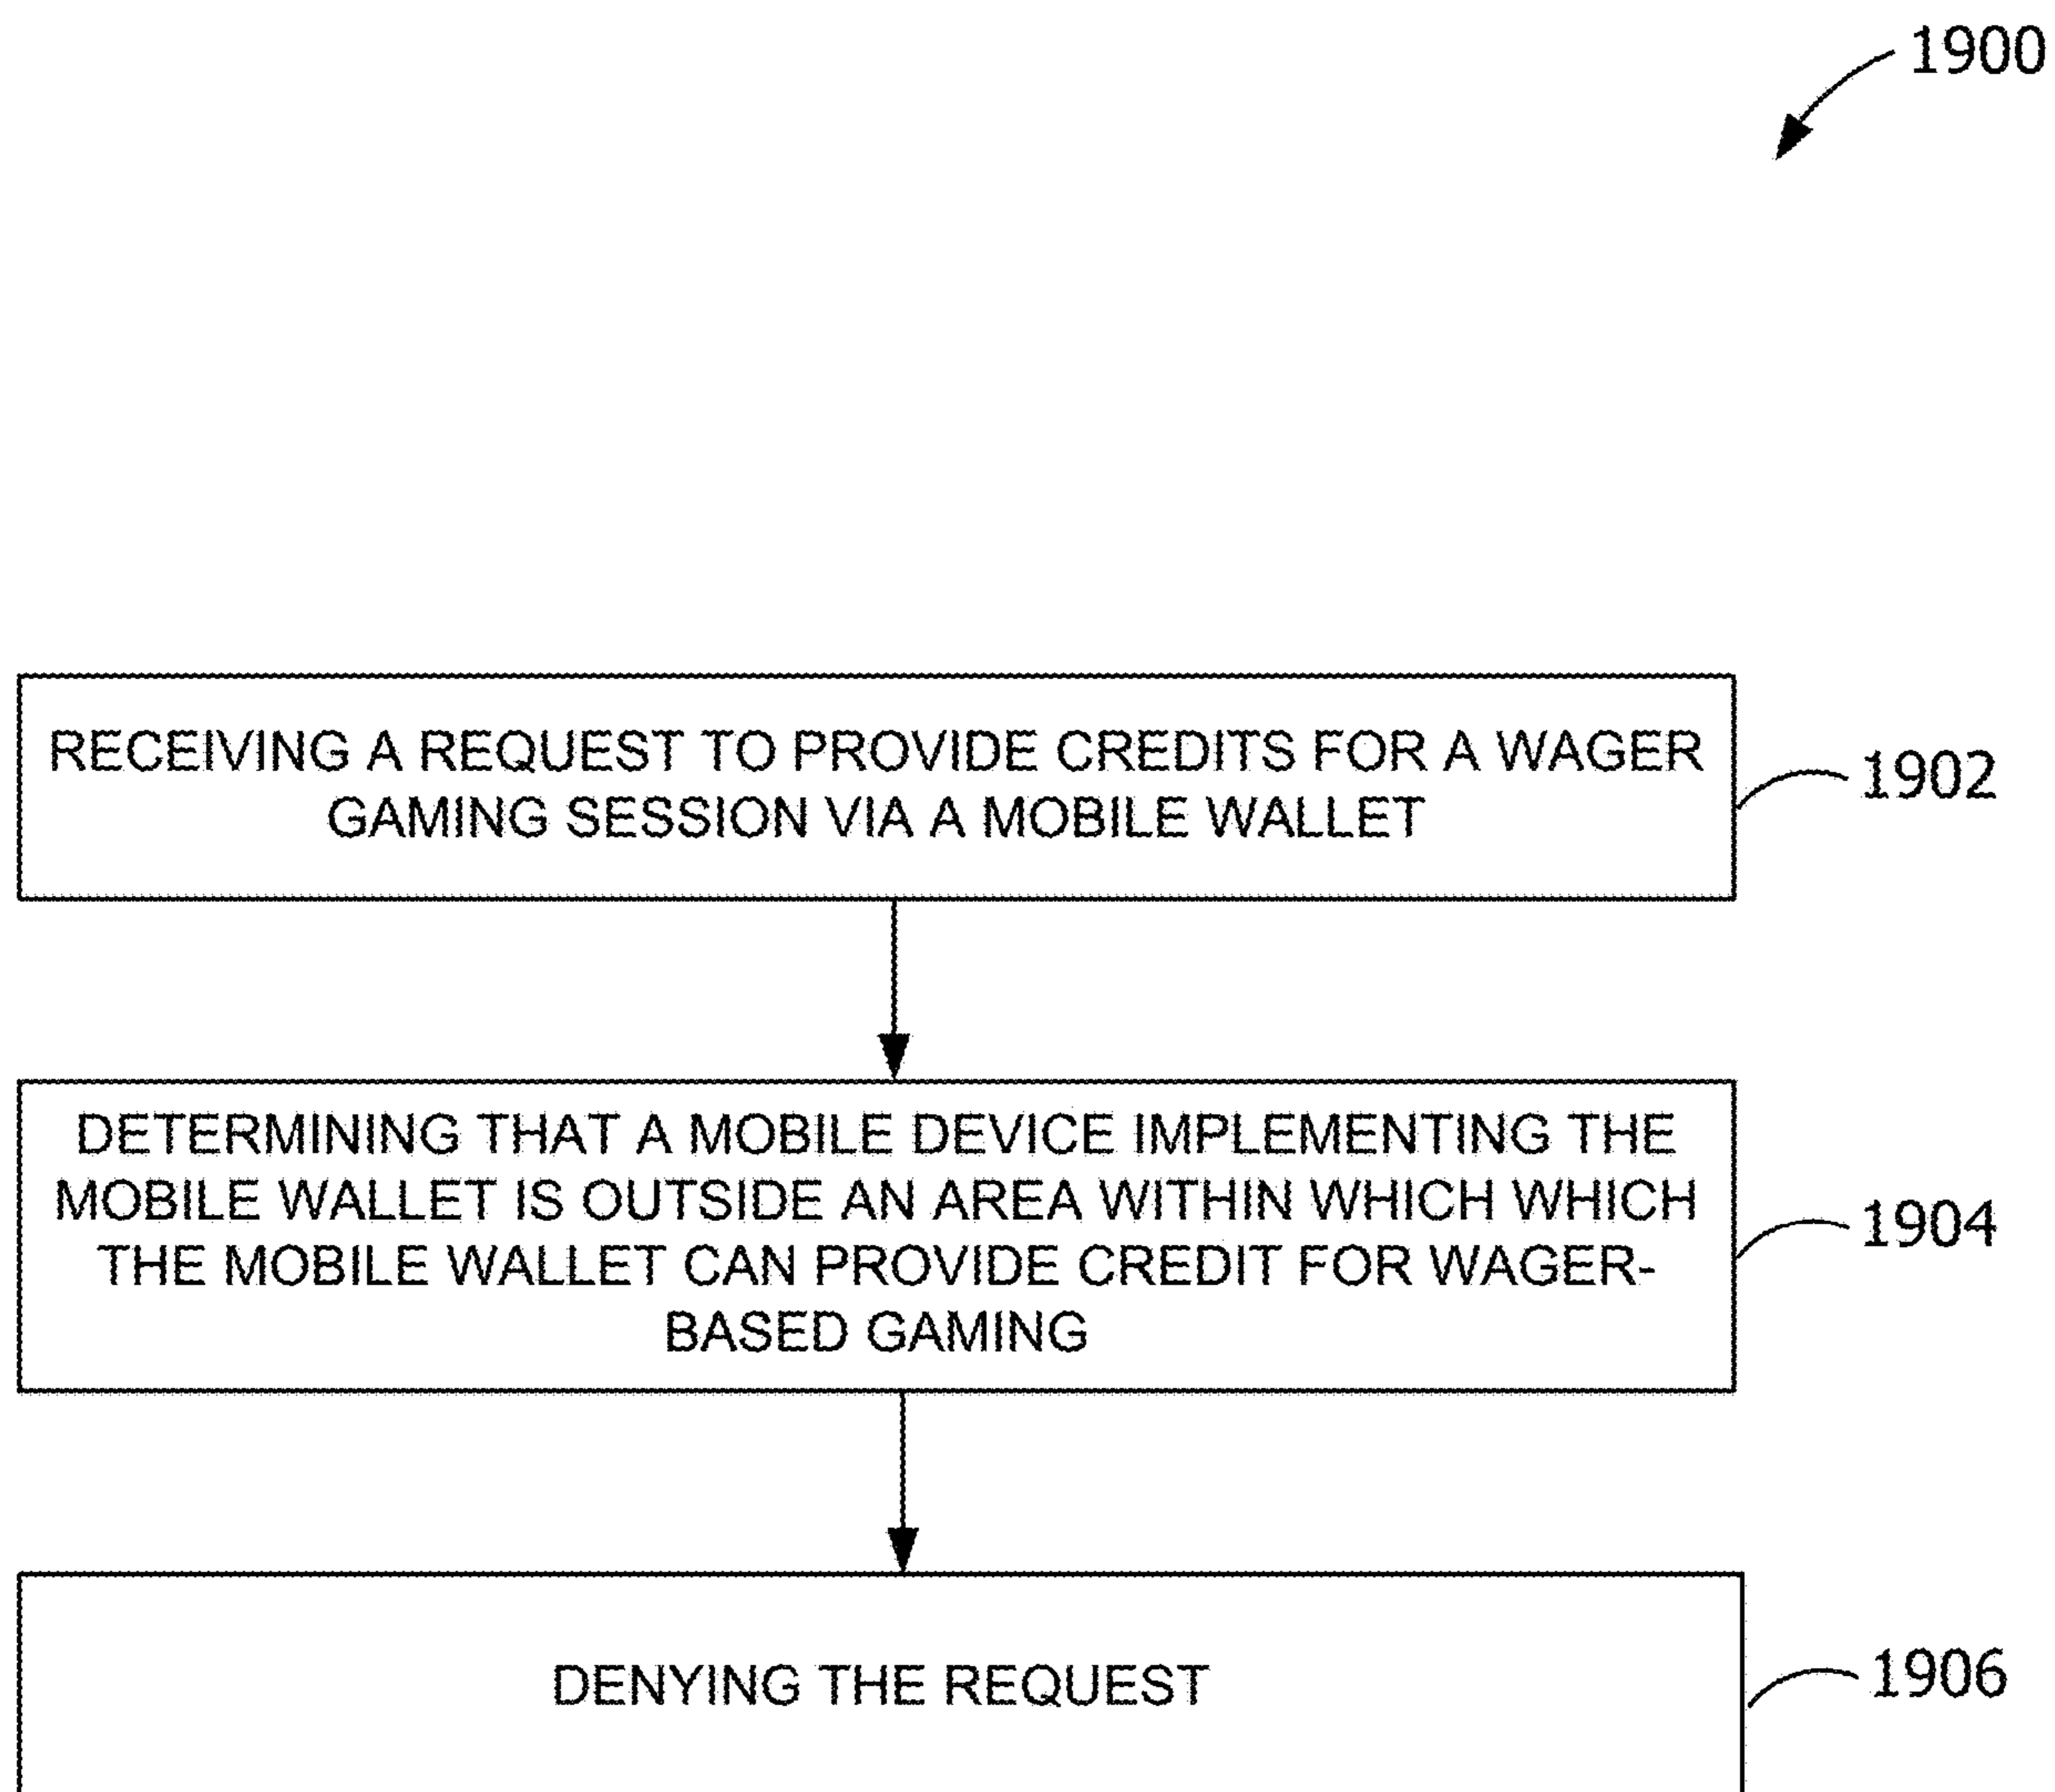 1900
RECEIVING A REQUEST TO PROVIDE CREDITS FOR A WAGER
GAMING SESSION VIA A MOBILE WALLET
1902
DETERMINING THAT A MOBILE DEVICE IMPLEMENTING THE
MOBILE WALLET IS OUTSIDE AN AREA WITHIN WHICH WHICH
THE MOBILE WALLET CAN PROVIDE CREDIT FOR WAGER-
BASED GAMING
1904
DENYING THE REQUEST
1906